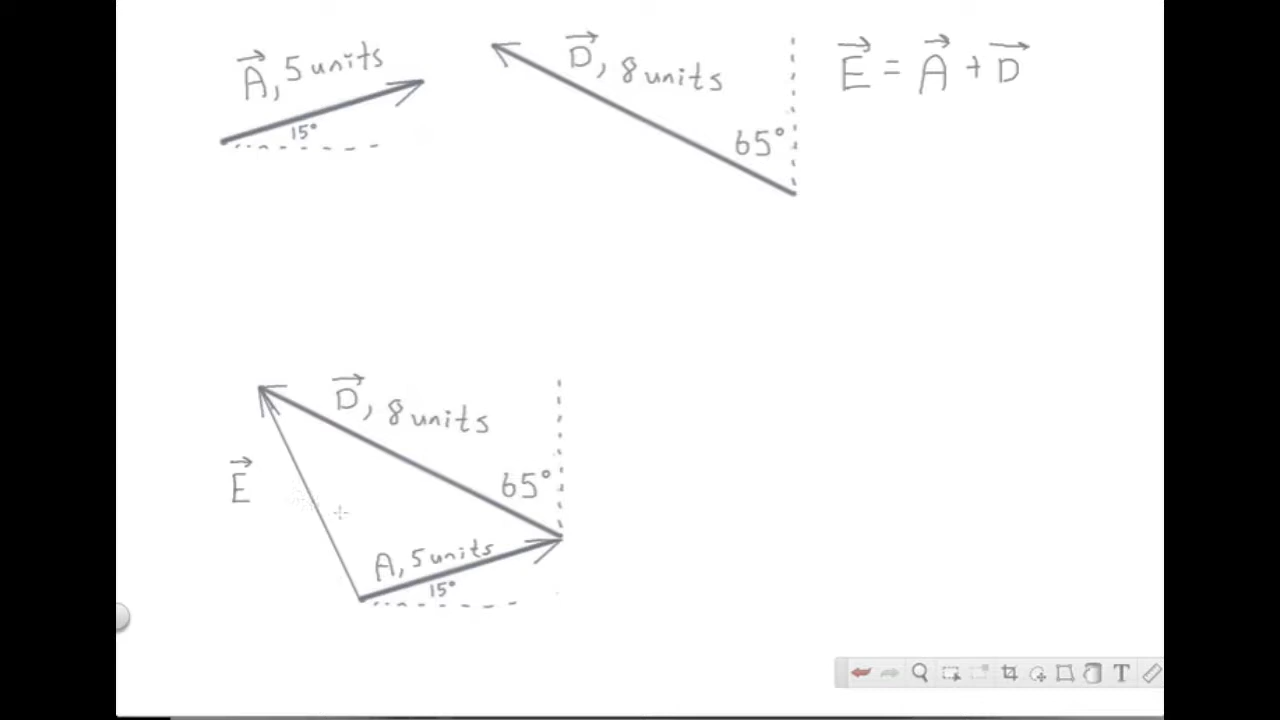 A, 5 units
15°
D, 8 units
65°
E = A + D
D, 8 units
65°
E
A, 5 units
15°
T